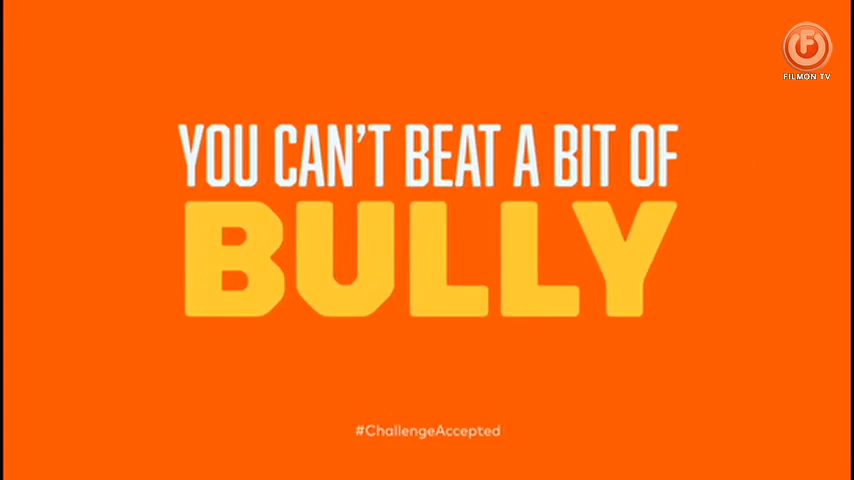 F
FILMON TV
YOU CAN'T BEAT A BIT OF
BULLY
#ChallengeAccepted